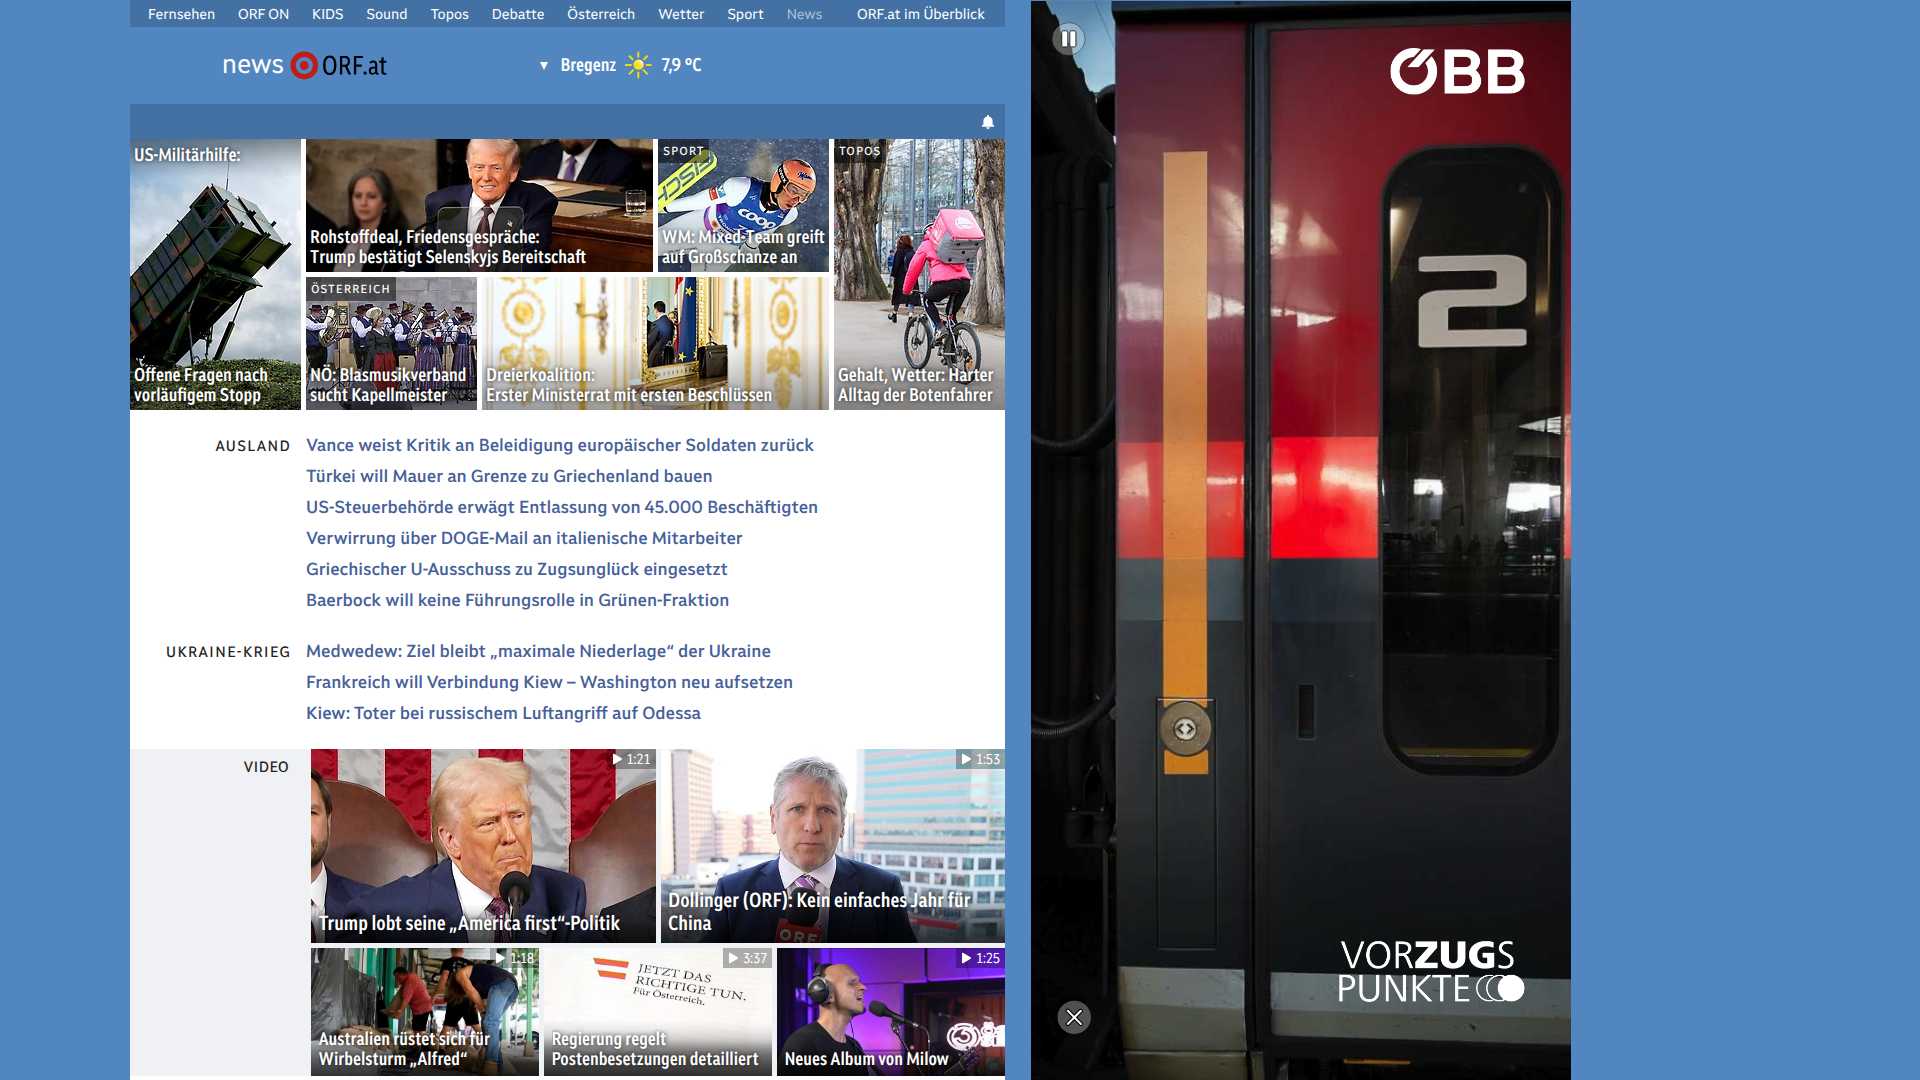 Fernsehen ORF ON KIDS Sound Topos Debatte Österreich Wetter Sport News ORF.at im Überblick
news ORF.at
▼ Bregenz 7,9 °C
US-Militärhilfe:
Offene Fragen nach
vorläufigem Stopp
Rohstoffdeal, Friedensgespräche:
Trump bestätigt Selenskyjs Bereitschaft
SPORT
WM: Mixed-Team greift
auf Großschanze an
TOPOS
Gehalt, Wetter: Harter
Alltag der Botenfahrer
ÖSTERREICH
NÖ: Blasmusikverband
sucht Kapellmeister
Dreierkoalition:
Erster Ministerrat mit ersten Beschlüssen
AUSLAND
Vance weist Kritik an Beleidigung europäischer Soldaten zurück
Türkei will Mauer an Grenze zu Griechenland bauen
US-Steuerbehörde erwägt Entlassung von 45.000 Beschäftigten
Verwirrung über DOGE-Mail an italienische Mitarbeiter
Griechischer U-Ausschuss zu Zugsunglück eingesetzt
Baerbock will keine Führungsrolle in Grünen-Fraktion
UKRAINE-KRIEG
Medwedew: Ziel bleibt „maximale Niederlage“ der Ukraine
Frankreich will Verbindung Kiew – Washington neu aufsetzen
Kiew: Toter bei russischem Luftangriff auf Odessa
VIDEO
1:21
Trump lobt seine „America first“-Politik
1:53
Dollinger (ORF): Kein einfaches Jahr für
China
ORF
1:18
Australien rüstet sich für
Wirbelsturm „Alfred“
3:37
JETZT DAS
RICHTIGE TUN.
Für Österreich.
Regierung regelt
Postenbesetzungen detailliert
1:25
Neues Album von Milow
coop
ÖBB
2
VORZUGS
PUNKTE